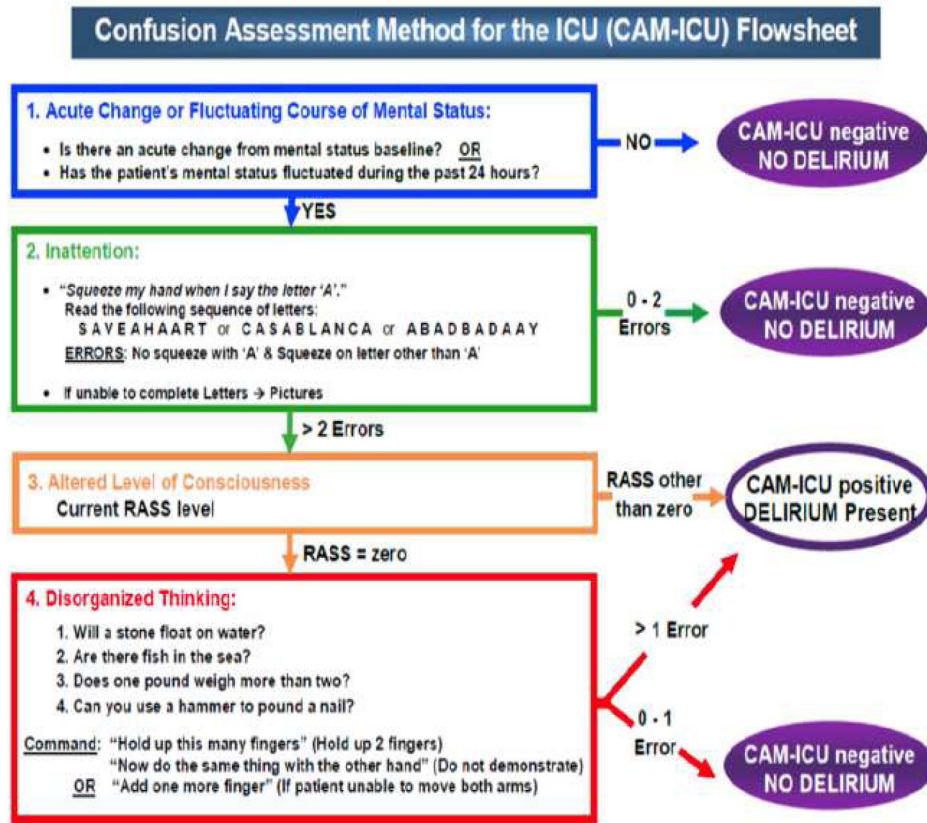 Confusion Assessment Method for the ICU (CAM-ICU) Flowsheet
1. Acute Change or Fluctuating Course of Mental Status:
• Is there an acute change from mental status baseline? OR
• Has the patient's mental status fluctuated during the past 24 hours?
NO
CAM-ICU negative
NO DELIRIUM
YES
2. Inattention:
• "Squeeze my hand when I say the letter 'A'."
Read the following sequence of letters:
S A V E A H A A R T or C A S A B L A N C A or A B A D B A D A A Y
ERRORS: No squeeze with 'A' & Squeeze on letter other than 'A'
• If unable to complete Letters → Pictures
0 - 2
Errors
CAM-ICU negative
NO DELIRIUM
> 2 Errors
3. Altered Level of Consciousness
Current RASS level
RASS other
than zero
CAM-ICU positive
DELIRIUM Present
RASS = zero
4. Disorganized Thinking:
1. Will a stone float on water?
2. Are there fish in the sea?
3. Does one pound weigh more than two?
4. Can you use a hammer to pound a nail?
Command: "Hold up this many fingers" (Hold up 2 fingers)
"Now do the same thing with the other hand" (Do not demonstrate)
OR "Add one more finger" (If patient unable to move both arms)
> 1 Error
0 - 1
Error
CAM-ICU negative
NO DELIRIUM